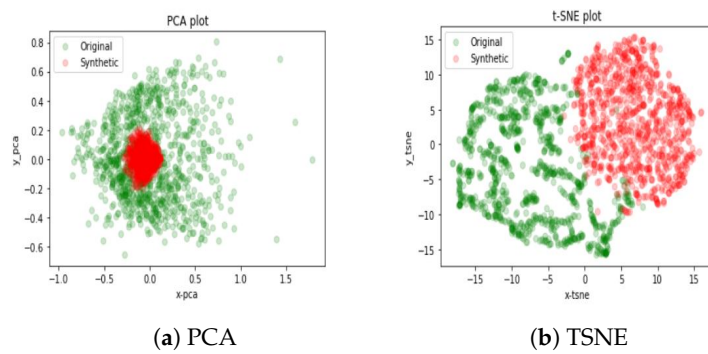 PCA plot
Original
Synthetic
0.8
0.6
0.4
0.2
0.0
−0.2
−0.4
−0.6
y_pca
−1.0 −0.5 0.0 0.5 1.0 1.5
x-pca
(a) PCA
t-SNE plot
Original
Synthetic
15
10
5
0
−5
−10
−15
y_tsne
−15 −10 −5 0 5 10 15
x-tsne
(b) TSNE